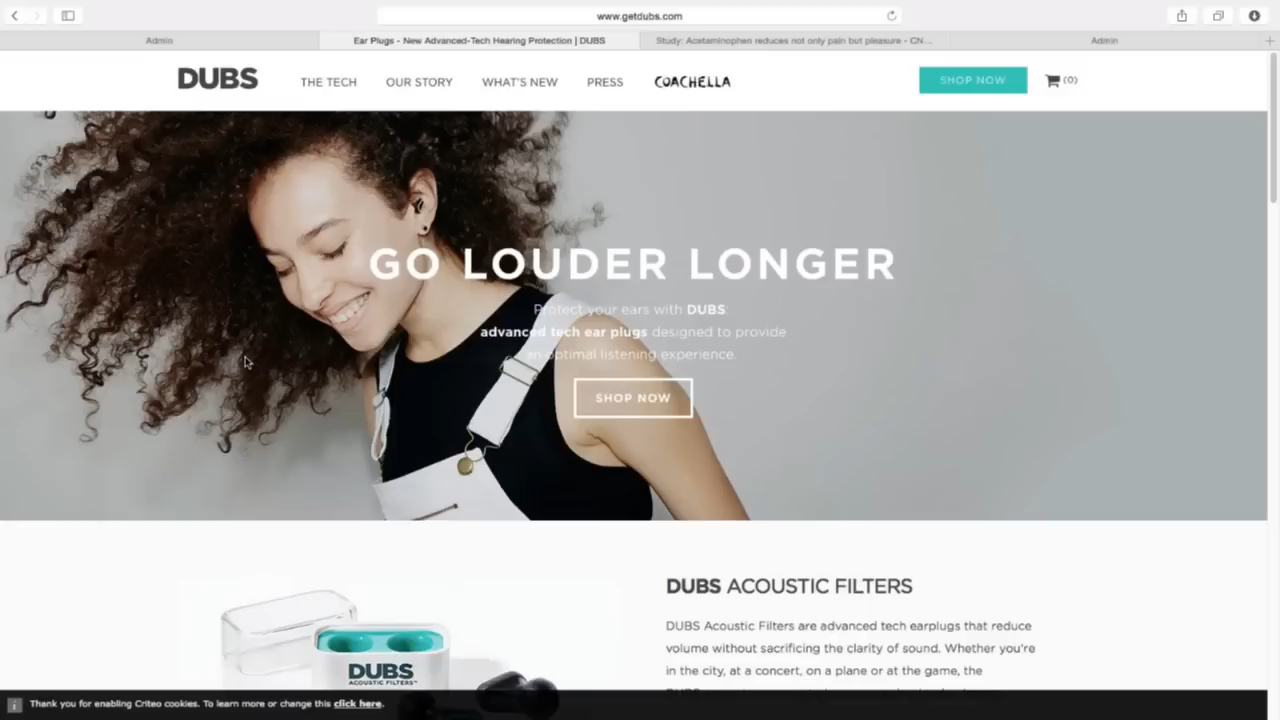 www.getdubs.com
Admin
Ear Plugs - New Advanced-Tech Hearing Protection | DUBS
Study: Acetaminophen reduces not only pain but pleasure - CN...
Admin
DUBS
THE TECH
OUR STORY
WHAT'S NEW
PRESS
COACHELLA
SHOP NOW
(0)
GO LOUDER LONGER
Protect your ears with DUBS:
advanced tech ear plugs designed to provide
an optimal listening experience.
SHOP NOW
DUBS ACOUSTIC FILTERS
DUBS Acoustic Filters are advanced tech earplugs that reduce
volume without sacrificing the clarity of sound. Whether you're
in the city, at a concert, on a plane or at the game, the
DUBS
ACOUSTIC FILTERS™
Thank you for enabling Criteo cookies. To learn more or change this click here.